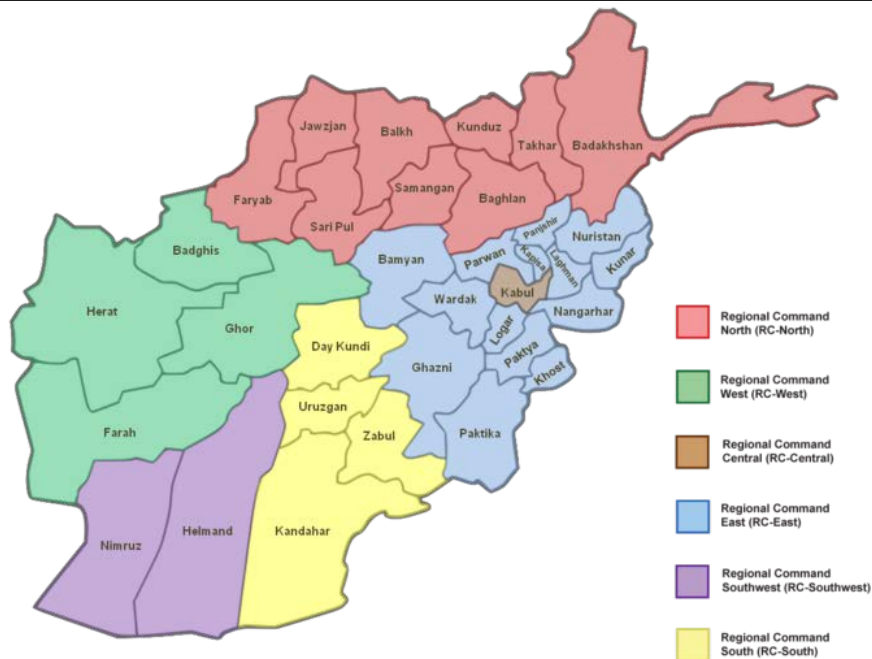 Jawzjan
Balkh
Kunduz
Takhar
Badakhshan
Faryab
Samangan
Baghlan
Sari Pul
Badghis
Panjshir
Nuristan
Bamyan
Parwan
Kapisa
Laghman
Kunar
Herat
Wardak
Kabul
Ghor
Nangarhar
Logar
Day Kundi
Paktya
Ghazni
Khost
Uruzgan
Farah
Zabul
Paktika
Nimruz
Helmand
Kandahar
Regional Command
North (RC-North)
Regional Command
West (RC-West)
Regional Command
Central (RC-Central)
Regional Command
East (RC-East)
Regional Command
Southwest (RC-Southwest)
Regional Command
South (RC-South)